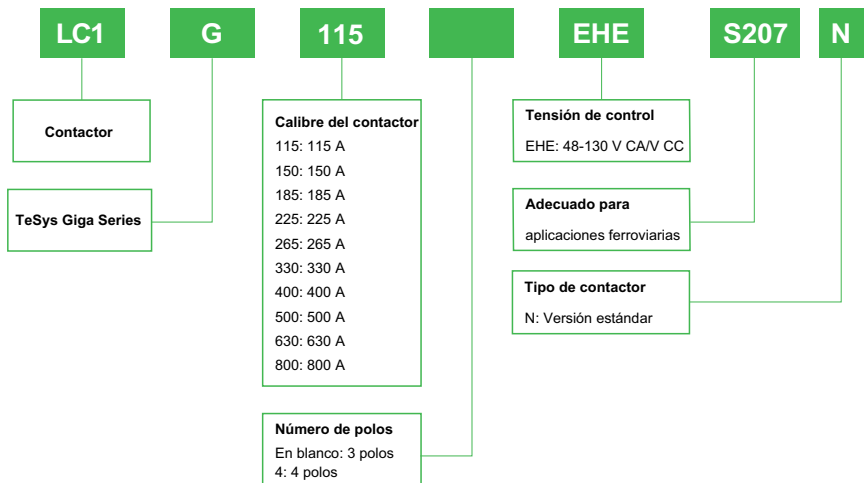 LC1 G 115 EHE S207 N
Contactor
TeSys Giga Series
Calibre del contactor
115: 115 A
150: 150 A
185: 185 A
225: 225 A
265: 265 A
330: 330 A
400: 400 A
500: 500 A
630: 630 A
800: 800 A
Número de polos
En blanco: 3 polos
4: 4 polos
Tensión de control
EHE: 48-130 V CA/V CC
Adecuado para
aplicaciones ferroviarias
Tipo de contactor
N: Versión estándar